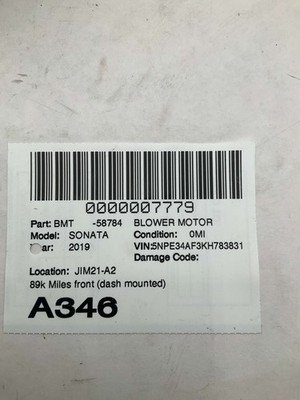 0000007779
Part: BMT -58784 BLOWER MOTOR
Model: SONATA Condition: 0MI
ar: 2019 VIN:5NPE34AF3KH783831
Damage Code:
Location: JIM21-A2
89k Miles front (dash mounted)
A346